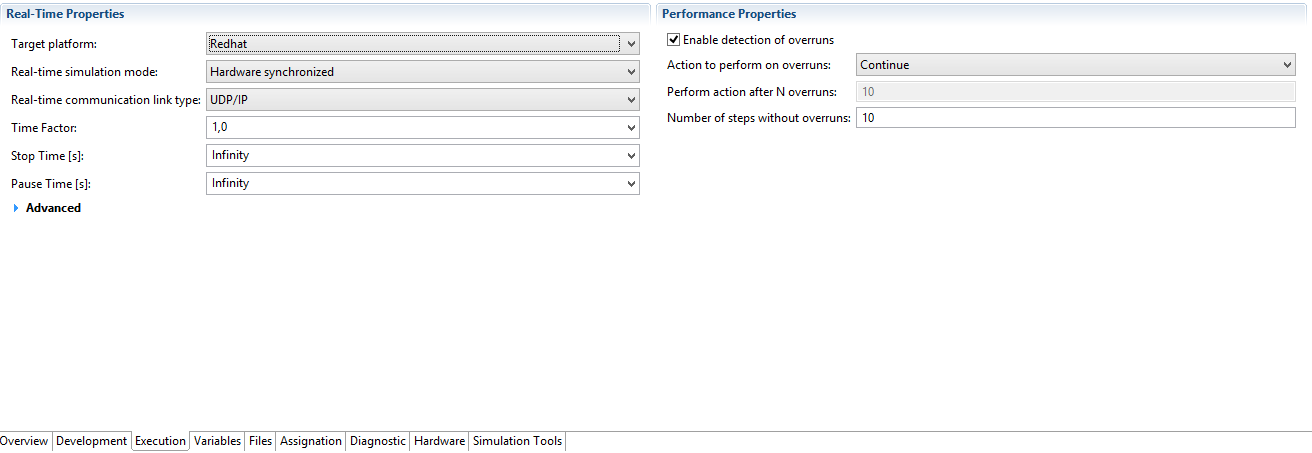 Real-Time Properties
Target platform: Redhat
Real-time simulation mode: Hardware synchronized
Real-time communication link type: UDP/IP
Time Factor: 1,0
Stop Time [s]: Infinity
Pause Time [s]: Infinity
Advanced
Performance Properties
Enable detection of overruns
Action to perform on overruns: Continue
Perform action after N overruns: 10
Number of steps without overruns: 10
Overview Development Execution Variables Files Assignation Diagnostic Hardware Simulation Tools